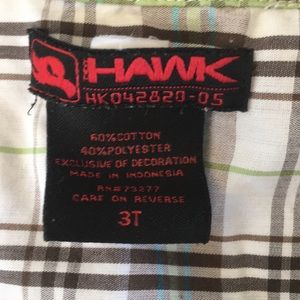 HAWK
HK042820-05
60%COTTON
40%POLYESTER
EXCLUSIVE OF DECORATION
MADE IN INDONESIA
RN#73277
CARE ON REVERSE
3T